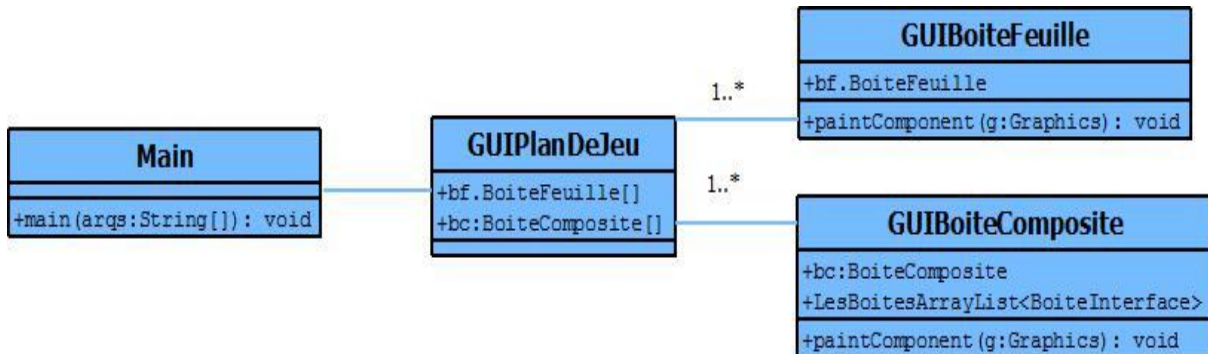 Main
+main(args:String[]): void
GUIPlanDeJeu
+bf.BoiteFeuille[]
+bc:BoiteComposite[]
1..*
1..*
GUIBoiteFeuille
+bf.BoiteFeuille
+paintComponent(g:Graphics): void
GUIBoiteComposite
+bc:BoiteComposite
+LesBoitesArrayList<BoiteInterface>
+paintComponent(g:Graphics): void